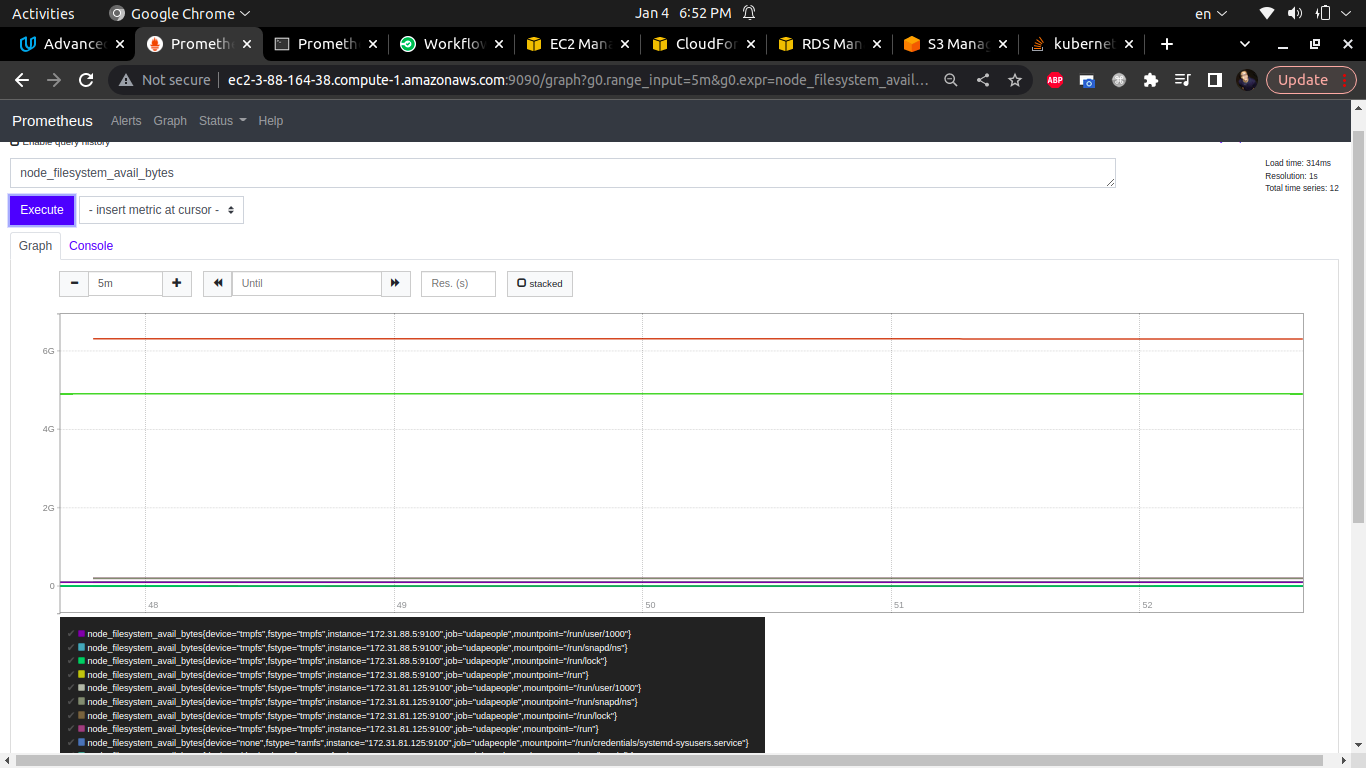 Activities Google Chrome Jan 4 6:52 PM en
Advance Prometh Prometh Workflow EC2 Man CloudFor RDS Man S3 Manag kubernet
Not secure ec2-3-88-164-38.compute-1.amazonaws.com:9090/graph?g0.range_input=5m&g0.expr=node_filesystem_avail... ABP Update
Prometheus Alerts Graph Status Help
Enable query history
node_filesystem_avail_bytes
Load time: 314ms
Resolution: 1s
Total time series: 12
Execute - insert metric at cursor -
Graph Console
5m Until Res. (s) stacked
6G
4G
2G
0
48 49 50 51 52
node_filesystem_avail_bytes{device="tmpfs",fstype="tmpfs",instance="172.31.88.5:9100",job="udapeople",mountpoint="/run/user/1000"}
node_filesystem_avail_bytes{device="tmpfs",fstype="tmpfs",instance="172.31.88.5:9100",job="udapeople",mountpoint="/run/snapd/ns"}
node_filesystem_avail_bytes{device="tmpfs",fstype="tmpfs",instance="172.31.88.5:9100",job="udapeople",mountpoint="/run/lock"}
node_filesystem_avail_bytes{device="tmpfs",fstype="tmpfs",instance="172.31.88.5:9100",job="udapeople",mountpoint="/run"}
node_filesystem_avail_bytes{device="tmpfs",fstype="tmpfs",instance="172.31.81.125:9100",job="udapeople",mountpoint="/run/user/1000"}
node_filesystem_avail_bytes{device="tmpfs",fstype="tmpfs",instance="172.31.81.125:9100",job="udapeople",mountpoint="/run/snapd/ns"}
node_filesystem_avail_bytes{device="tmpfs",fstype="tmpfs",instance="172.31.81.125:9100",job="udapeople",mountpoint="/run/lock"}
node_filesystem_avail_bytes{device="tmpfs",fstype="tmpfs",instance="172.31.81.125:9100",job="udapeople",mountpoint="/run"}
node_filesystem_avail_bytes{device="none",fstype="ramfs",instance="172.31.81.125:9100",job="udapeople",mountpoint="/run/credentials/systemd-sysusers.service"}